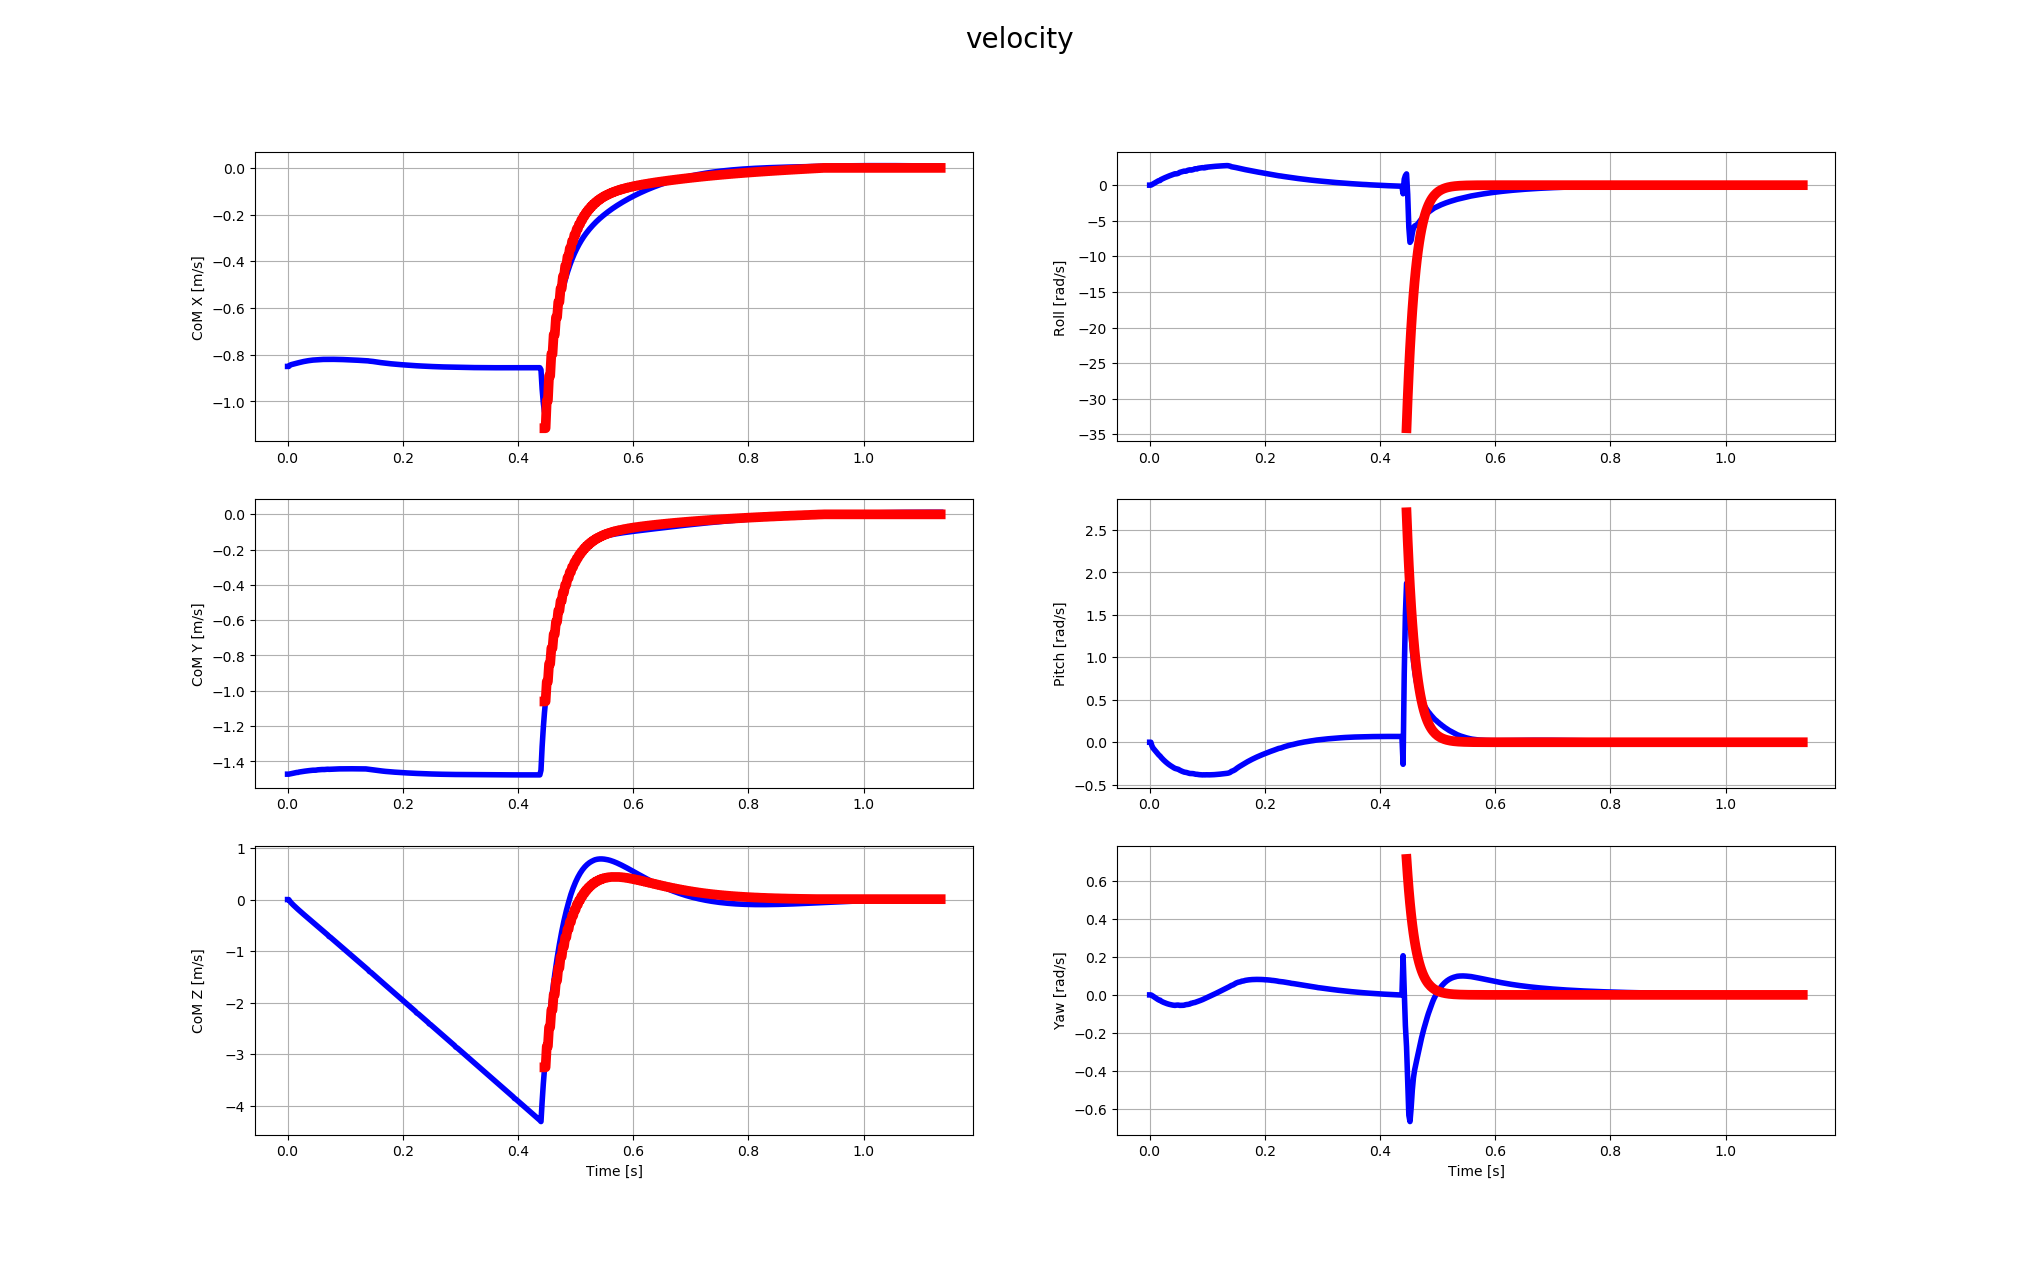 velocity
CoM X [m/s]
0.0
−0.2
−0.4
−0.6
−0.8
−1.0
0.0 0.2 0.4 0.6 0.8 1.0
Roll [rad/s]
0
−5
−10
−15
−20
−25
−30
−35
0.0 0.2 0.4 0.6 0.8 1.0
CoM Y [m/s]
0.0
−0.2
−0.4
−0.6
−0.8
−1.0
−1.2
−1.4
0.0 0.2 0.4 0.6 0.8 1.0
Pitch [rad/s]
2.5
2.0
1.5
1.0
0.5
0.0
−0.5
0.0 0.2 0.4 0.6 0.8 1.0
CoM Z [m/s]
1
0
−1
−2
−3
−4
0.0 0.2 0.4 0.6 0.8 1.0
Time [s]
Yaw [rad/s]
0.6
0.4
0.2
0.0
−0.2
−0.4
−0.6
0.0 0.2 0.4 0.6 0.8 1.0
Time [s]